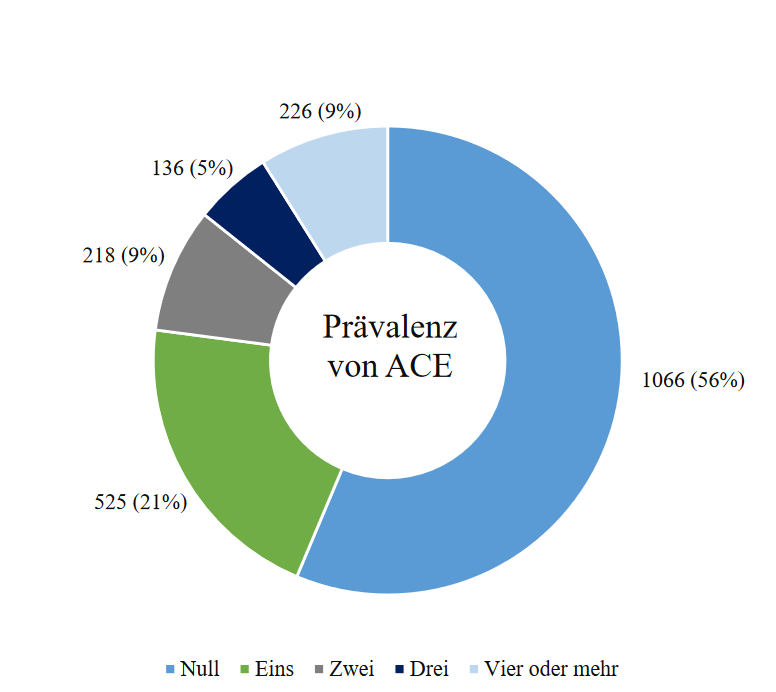 226 (9%)
136 (5%)
218 (9%)
Prävalenz
von ACE
1066 (56%)
525 (21%)
Null Eins Zwei Drei Vier oder mehr